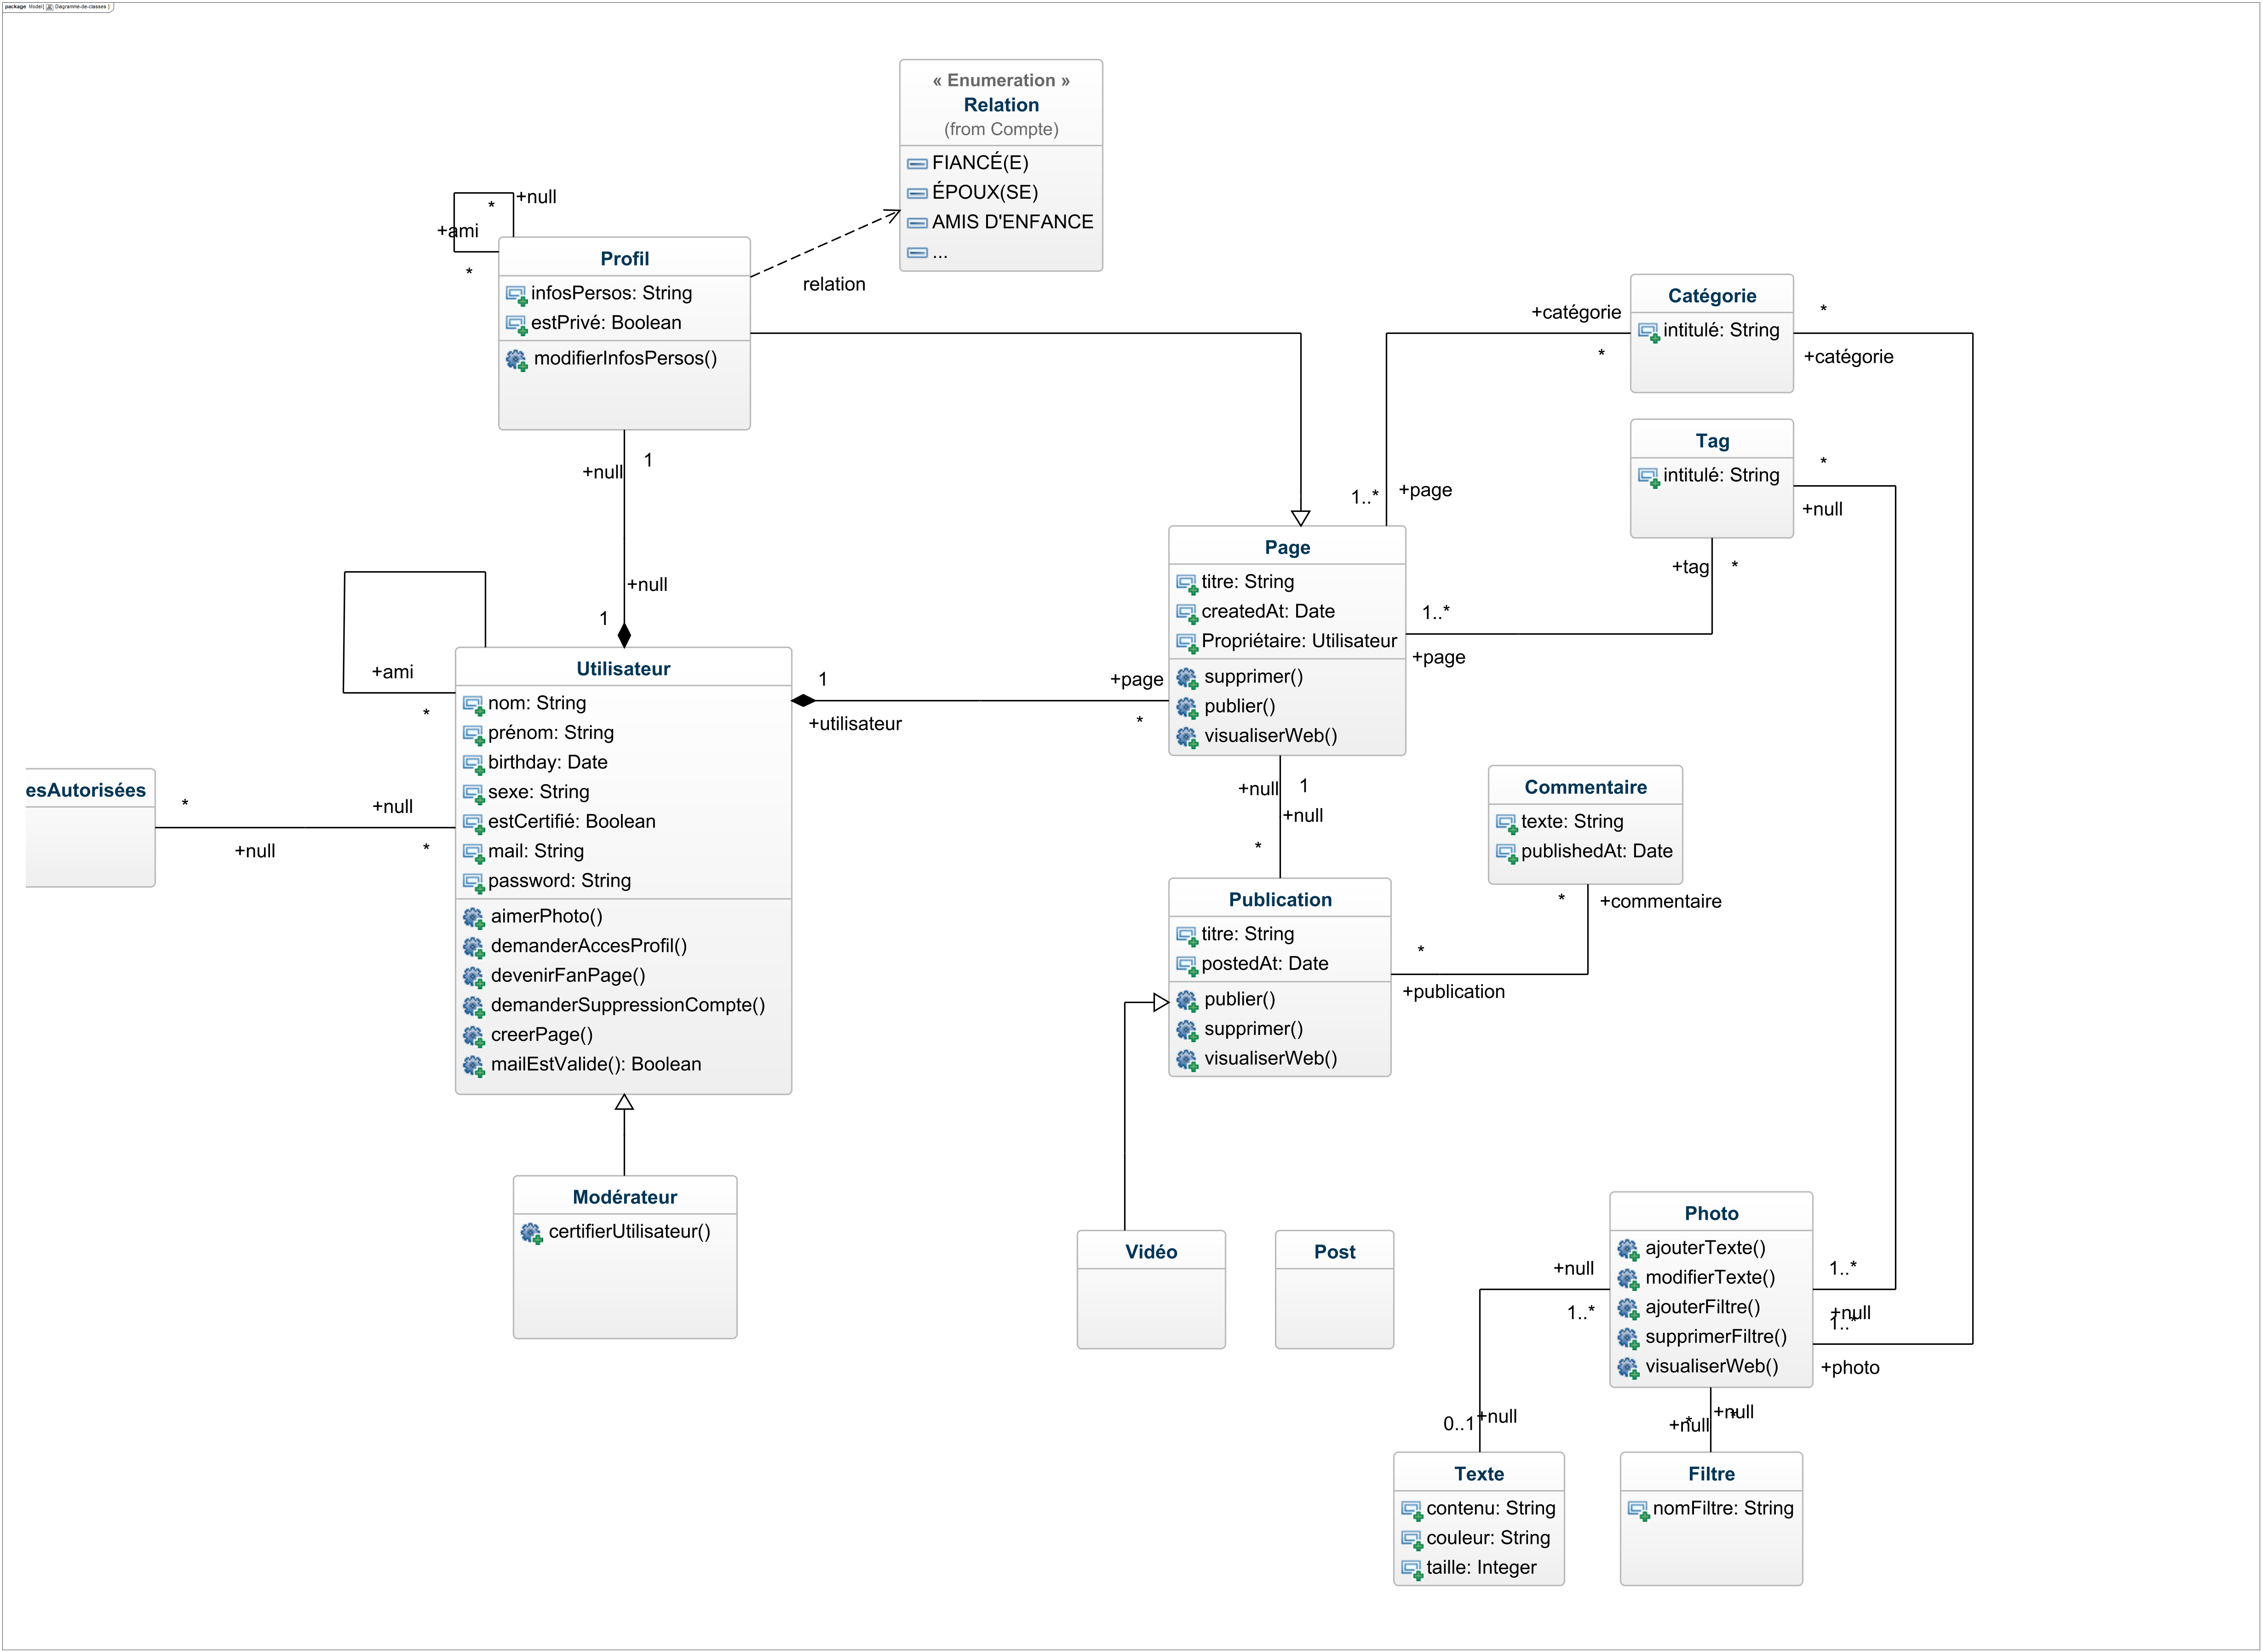 package Model[ Diagramme-de-classes ]
« Enumeration »
Relation
(from Compte)
FIANCÉ(E)
ÉPOUX(SE)
AMIS D'ENFANCE
...
+null
*
+ami
*
Profil
infosPersos: String
estPrivé: Boolean
modifierInfosPersos()
relation
Catégorie
intitulé: String
+catégorie
*
*
+catégorie
Tag
intitulé: String
*
+null
+tag
*
1..*
+page
1
+null
+null
1
Page
titre: String
createdAt: Date
Propriétaire: Utilisateur
supprimer()
publier()
visualiserWeb()
1..*
+page
+ami
*
Utilisateur
nom: String
prénom: String
birthday: Date
sexe: String
estCertifié: Boolean
mail: String
password: String
aimerPhoto()
demanderAccesProfil()
devenirFanPage()
demanderSuppressionCompte()
creerPage()
mailEstValide(): Boolean
1
+utilisateur
+page
*
esAutorisées
*
+null
+null
*
+null
1
+null
*
Commentaire
texte: String
publishedAt: Date
*
+commentaire
Publication
titre: String
postedAt: Date
publier()
supprimer()
visualiserWeb()
*
+publication
Modérateur
certifierUtilisateur()
Vidéo
Post
Photo
ajouterTexte()
modifierTexte()
ajouterFiltre()
supprimerFiltre()
visualiserWeb()
+null
1..*
1..*
+null
1..*
+photo
0..1
+null
+null
*
+null
*
Texte
contenu: String
couleur: String
taille: Integer
Filtre
nomFiltre: String